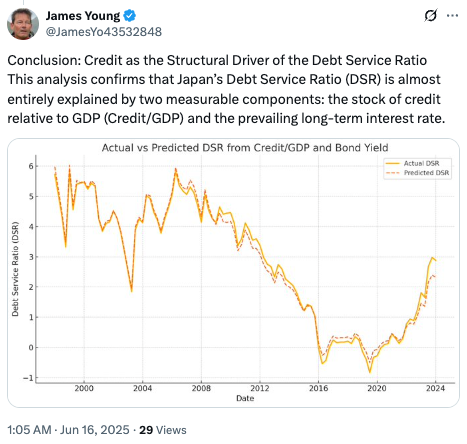 James Young
@JamesYo43532848
Conclusion: Credit as the Structural Driver of the Debt Service Ratio
This analysis confirms that Japan's Debt Service Ratio (DSR) is almost
entirely explained by two measurable components: the stock of credit
relative to GDP (Credit/GDP) and the prevailing long-term interest rate.
Actual vs Predicted DSR from Credit/GDP and Bond Yield
Actual DSR
Predicted DSR
Debt Service Ratio (DSR)
6
5
4
3
2
1
0
−1
2000
2004
2008
2012
2016
2020
2024
Date
1:05 AM · Jun 16, 2025 · 29 Views